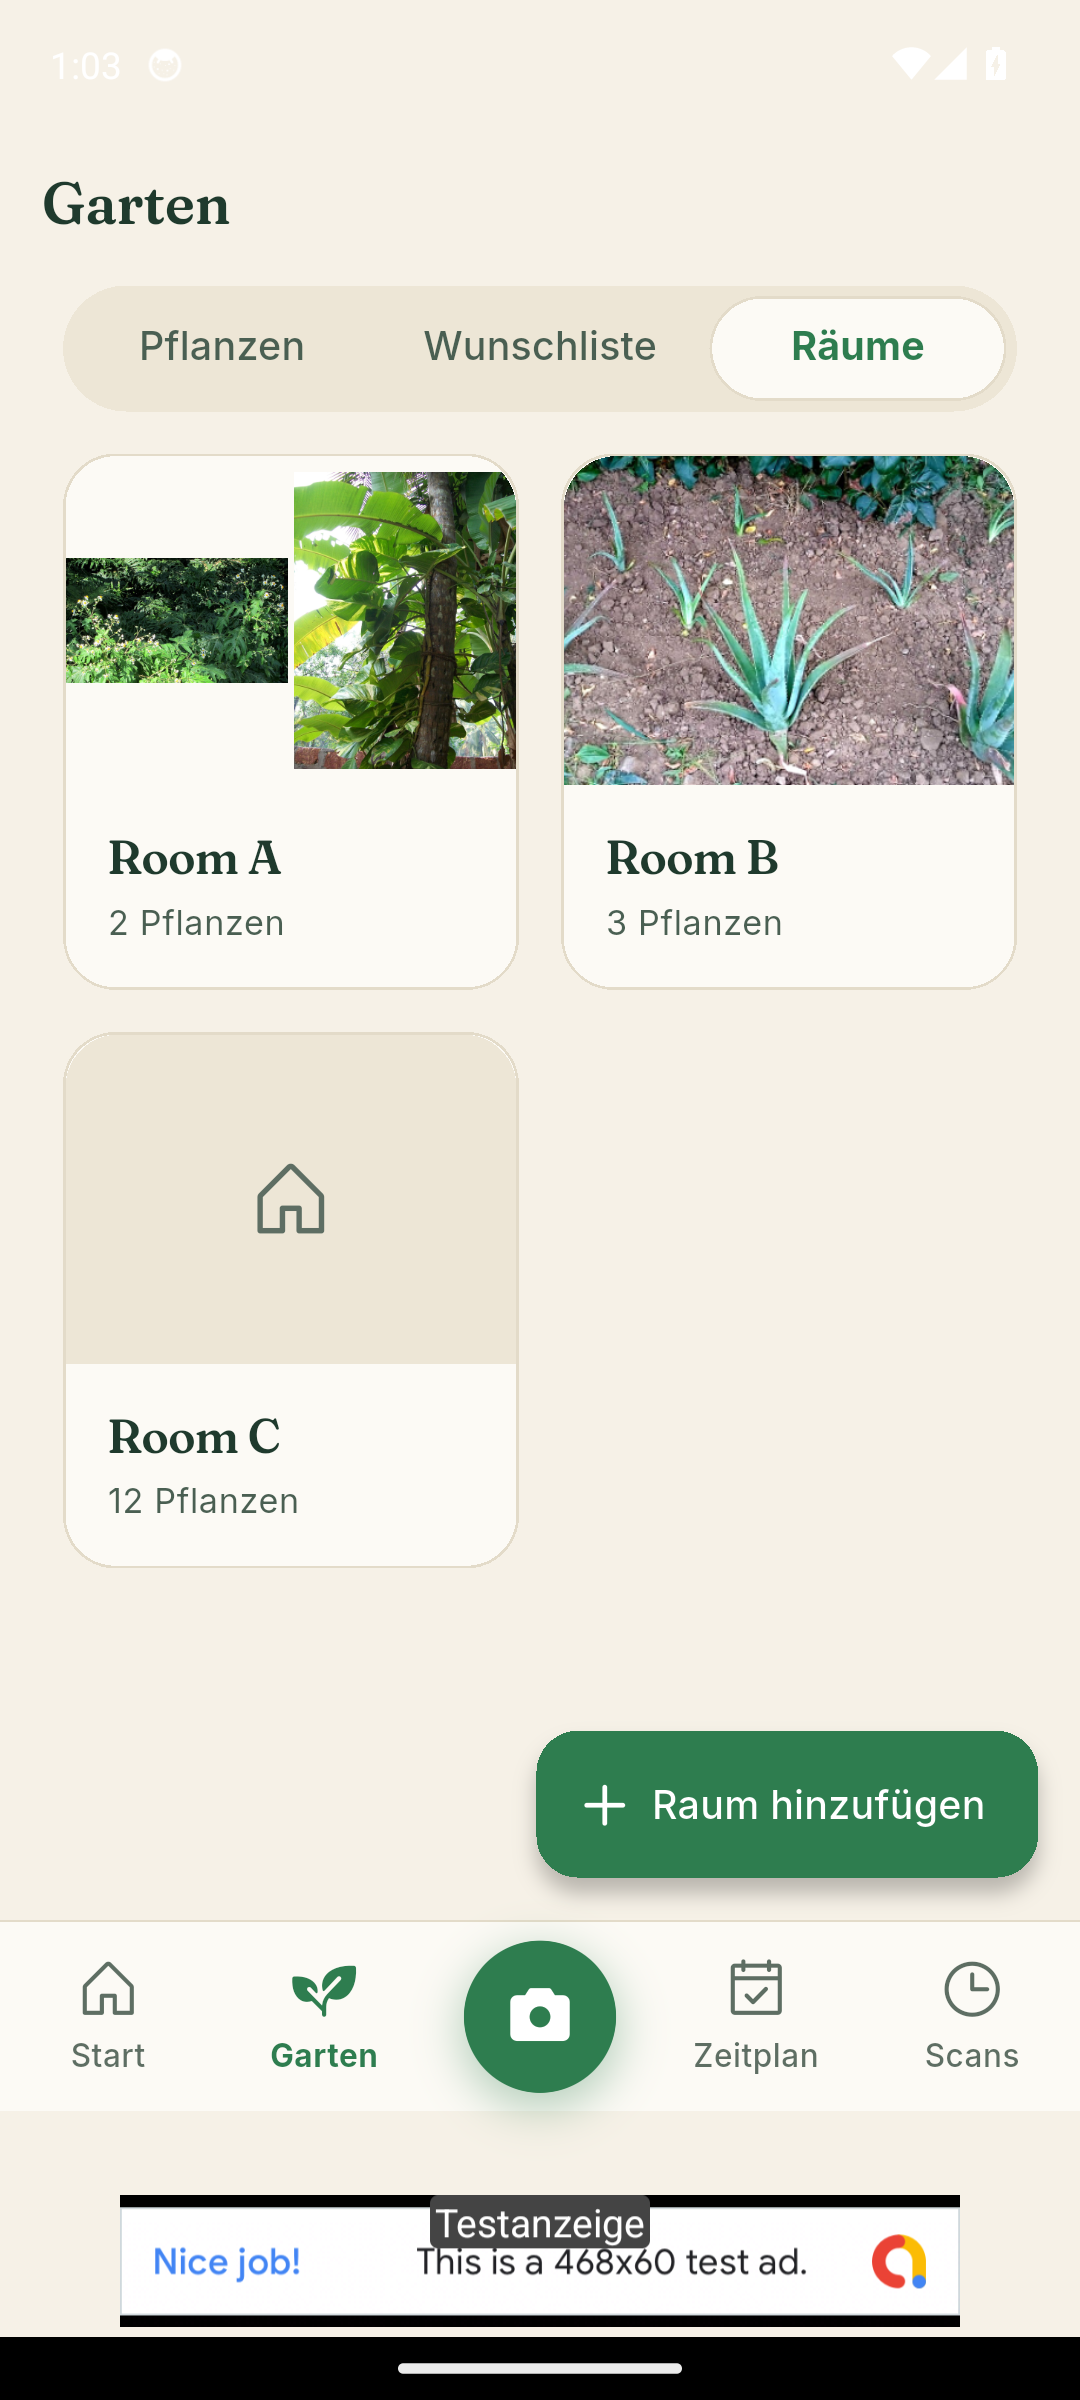 1:03
Garten
Pflanzen Wunschliste Räume
Room A
2 Pflanzen
Room B
3 Pflanzen
Room C
12 Pflanzen
Raum hinzufügen
Start Garten Zeitplan Scans
Testanzeige
Nice job! This is a 468x60 test ad.